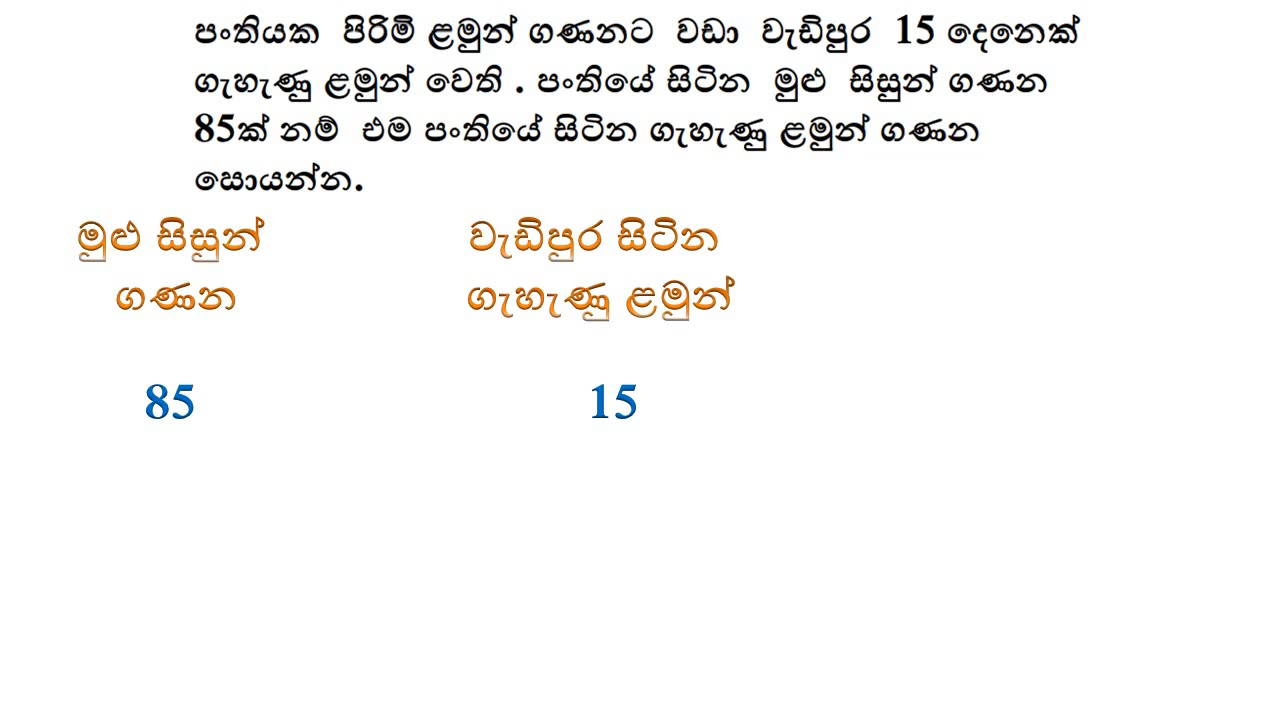 පංතියක පිරිමි ළමුන් ගණනට වඩා වැඩිපුර 15 දෙනෙක්
ගැහැණු ළමුන් වෙති . පංතියේ සිටින මුළු සිසුන් ගණන
85ක් නම් එම පංතියේ සිටින ගැහැණු ළමුන් ගණන
සොයන්න.
මුළු සිසුන් වැඩිපුර සිටින
ගණන ගැහැණු ළමුන්
85 15